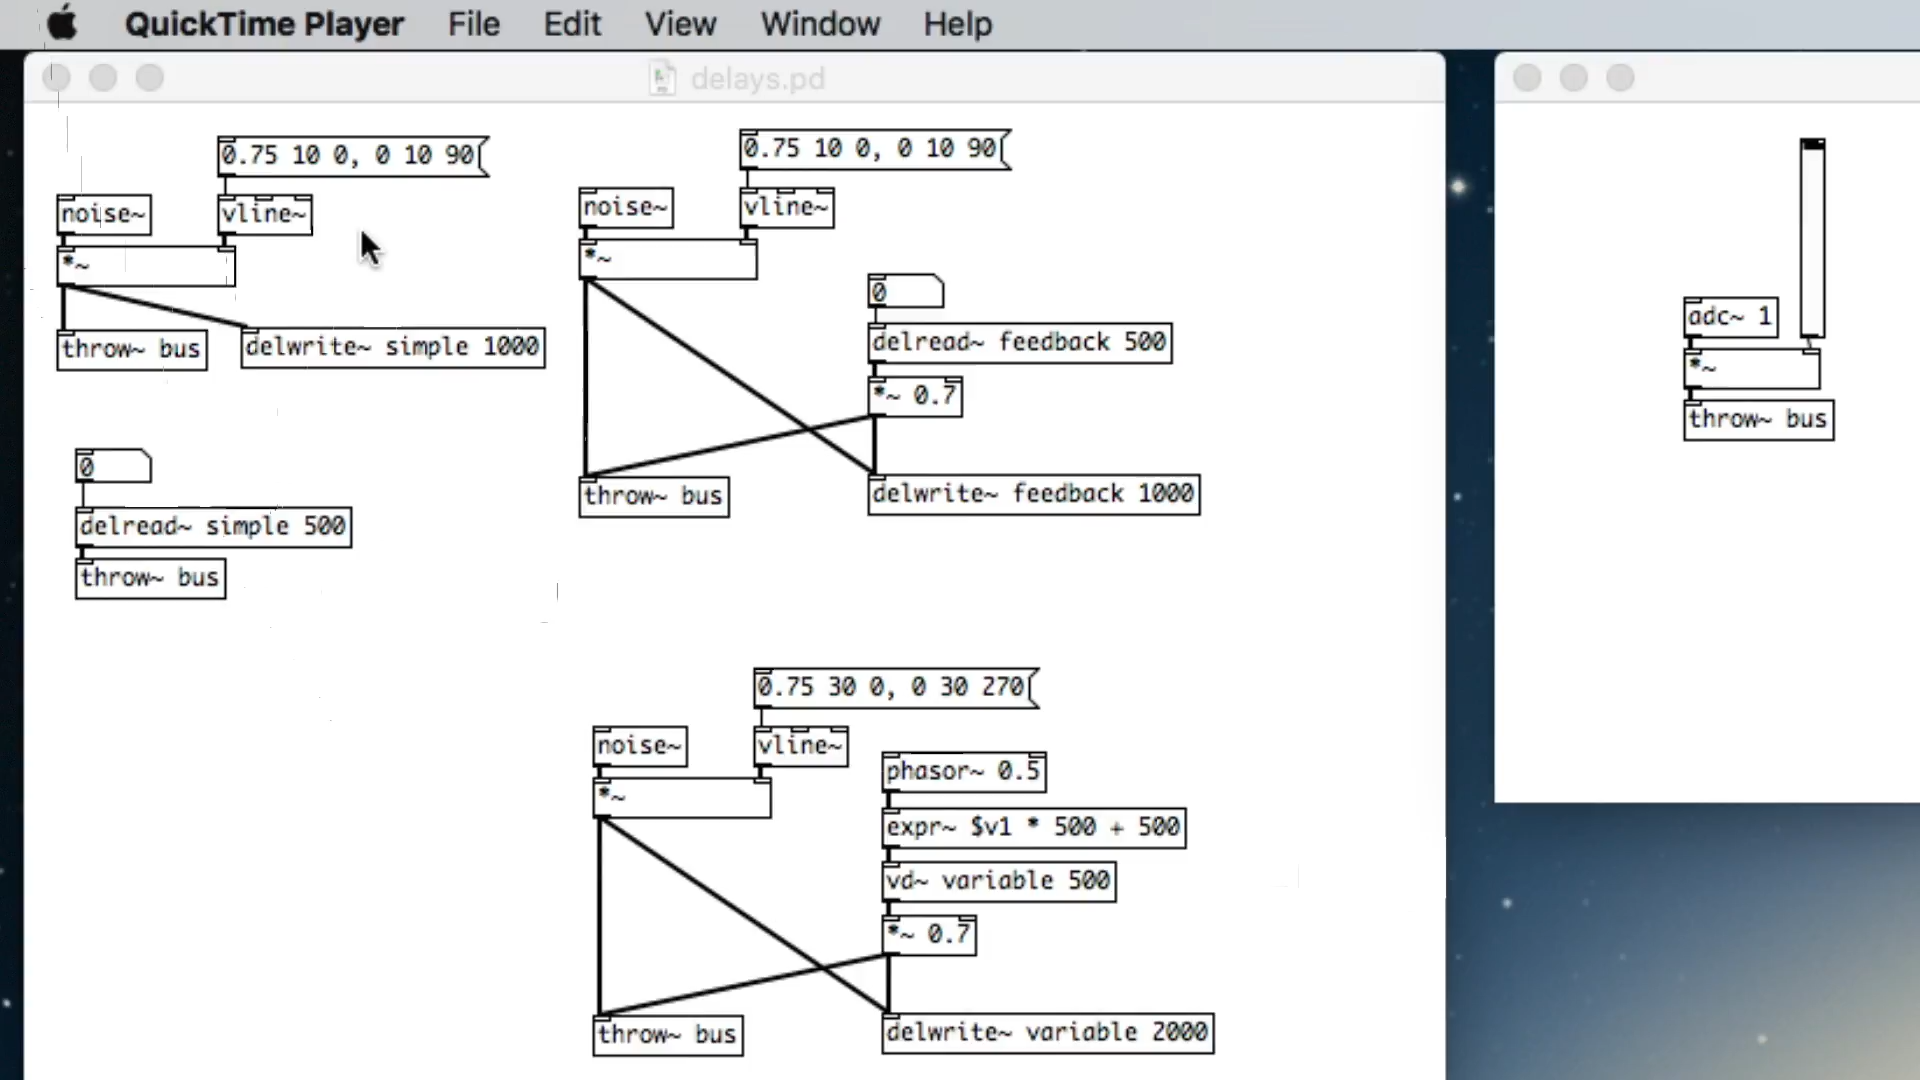 QuickTime Player File Edit View Window Help
delays.pd
0.75 10 0, 0 10 90
noise~
vline~
*~
throw~ bus
delwrite~ simple 1000
0
delread~ simple 500
throw~ bus
0.75 10 0, 0 10 90
noise~
vline~
*~
0
delread~ feedback 500
*~ 0.7
throw~ bus
delwrite~ feedback 1000
0.75 30 0, 0 30 270
noise~
vline~
*~
phasor~ 0.5
expr~ $v1 * 500 + 500
vd~ variable 500
*~ 0.7
throw~ bus
delwrite~ variable 2000
adc~ 1
*~
throw~ bus